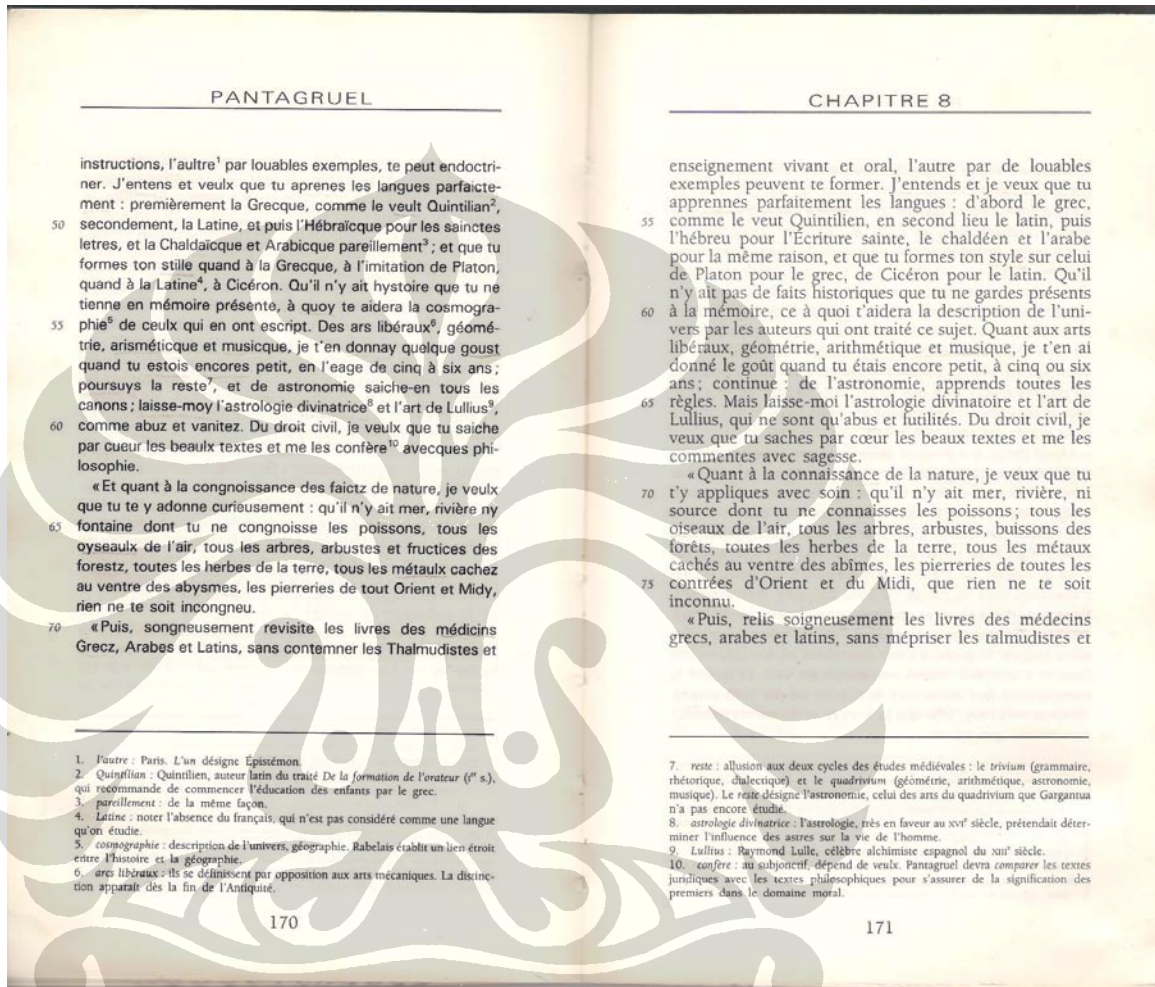 PANTAGRUEL
instructions, l'aultre¹ par louables exemples, te peut endoctri-
ner. J'entens et veulx que tu aprenes les langues parfaicte-
ment : premièrement la Grecque, comme le veult Quintilian²,
50 secondement, la Latine, et puis l'Hébraïcque pour les sainctes
letres, et la Chaldaïcque et Arabicque pareillement³ ; et que tu
formes ton stille quand à la Grecque, à l'imitation de Platon,
quand à la Latine⁴, à Cicéron. Qu'il n'y ait hystoire que tu ne
tienne en mémoire présente, à quoy te aidera la cosmogra-
55 phie⁵ de ceulx qui en ont escript. Des ars libéraux⁶, géomé-
trie, arisméticque et musicque, je t'en donnay quelque goust
quand tu estois encores petit, en l'eage de cinq à six ans ;
poursuys la reste⁷, et de astronomie saiche-en tous les
canons ; laisse-moy l'astrologie divinatrice⁸ et l'art de Lullius⁹,
60 comme abuz et vanitez. Du droit civil, je veulx que tu saiche
par cueur les beaulx textes et me les confère¹⁰ avecques phi-
losophie.
« Et quant à la congnoissance des faictz de nature, je veulx
que tu te y adonne curieusement : qu'il n'y ait mer, rivière ny
65 fontaine dont tu ne congnoisse les poissons, tous les
oyseaulx de l'air, tous les arbres, arbustes et fructices des
forestz, toutes les herbes de la terre, tous les métaulx cachez
au ventre des abysmes, les pierreries de tout Orient et Midy,
rien ne te soit incongneu.
70 « Puis, songneusement revisite les livres des médicins
Grecz, Arabes et Latins, sans contemner les Thalmudistes et
1. l'autre : Paris. L'un désigne Épistémon.
2. Quintilian : Quintilien, auteur latin du traité De la formation de l'orateur (Iᵉʳ s.),
qui recommande de commencer l'éducation des enfants par le grec.
3. pareillement : de la même façon.
4. Latine : noter l'absence du français, qui n'est pas considéré comme une langue
qu'on étudie.
5. cosmographie : description de l'univers, géographie. Rabelais établit un lien étroit
entre l'histoire et la géographie.
6. arts libéraux : ils se définissent par opposition aux arts mécaniques. La distinc-
tion apparaît dès la fin de l'Antiquité.
170
CHAPITRE 8
enseignement vivant et oral, l'autre par de louables
exemples peuvent te former. J'entends et je veux que tu
apprennes parfaitement les langues : d'abord le grec,
55 comme le veut Quintilien, en second lieu le latin, puis
l'hébreu pour l'Écriture sainte, le chaldéen et l'arabe
pour la même raison, et que tu formes ton style sur celui
de Platon pour le grec, de Cicéron pour le latin. Qu'il
n'y ait pas de faits historiques que tu ne gardes présents
60 à la mémoire, ce à quoi t'aidera la description de l'uni-
vers par les auteurs qui ont traité ce sujet. Quant aux arts
libéraux, géométrie, arithmétique et musique, je t'en ai
donné le goût quand tu étais encore petit, à cinq ou six
ans ; continue : de l'astronomie, apprends toutes les
65 règles. Mais laisse-moi l'astrologie divinatoire et l'art de
Lullius, qui ne sont qu'abus et futilités. Du droit civil, je
veux que tu saches par cœur les beaux textes et me les
commentes avec sagesse.
« Quant à la connaissance de la nature, je veux que tu
70 t'y appliques avec soin : qu'il n'y ait mer, rivière, ni
source dont tu ne connaisses les poissons ; tous les
oiseaux de l'air, tous les arbres, arbustes, buissons des
forêts, toutes les herbes de la terre, tous les métaux
cachés au ventre des abîmes, les pierreries de toutes les
75 contrées d'Orient et du Midi, que rien ne te soit
inconnu.
« Puis, relis soigneusement les livres des médecins
grecs, arabes et latins, sans mépriser les talmudistes et
7. reste : allusion aux deux cycles des études médiévales : le trivium (grammaire,
rhétorique, dialectique) et le quadrivium (géométrie, arithmétique, astronomie,
musique). Le reste désigne l'astronomie, celui des arts du quadrivium que Gargantua
n'a pas encore étudié.
8. astrologie divinatrice : l'astrologie, très en faveur au XVIᵉ siècle, prétendait déter-
miner l'influence des astres sur la vie de l'homme.
9. Lullius : Raymond Lulle, célèbre alchimiste espagnol du XIIIᵉ siècle.
10. confère : au subjonctif, dépend de veulx. Pantagruel devra comparer les textes
juridiques avec les textes philosophiques pour s'assurer de la signification des
premiers dans le domaine moral.
171